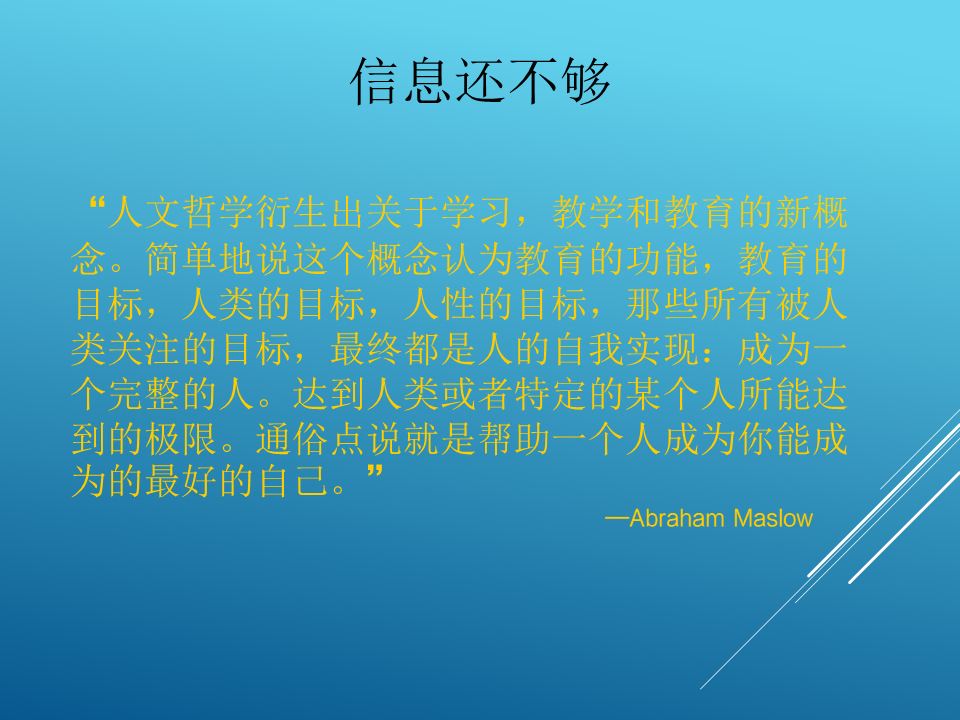 信息还不够
“人文哲学衍生出关于学习，教学和教育的新概
念。简单地说这个概念认为教育的功能，教育的
目标，人类的目标，人性的目标，那些所有被人
类关注的目标，最终都是人的自我实现：成为一
个完整的人。达到人类或者特定的某个人所能达
到的极限。通俗点说就是帮助一个人成为你能成
为的最好的自己。”
—Abraham Maslow